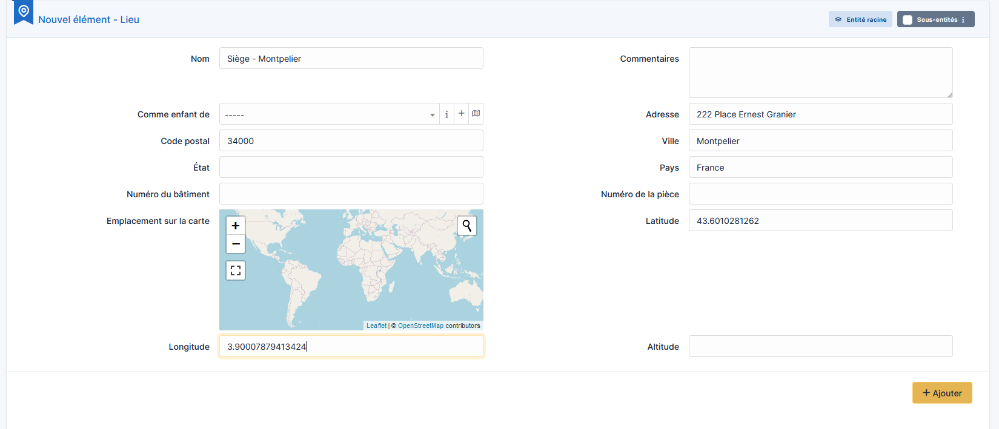 Nouvel élément - Lieu
Entité racine
Sous-entités i
Nom
Siège - Montpelier
Commentaires
Comme enfant de
-----
Adresse
222 Place Ernest Granier
Code postal
34000
Ville
Montpelier
État
Pays
France
Numéro du bâtiment
Numéro de la pièce
Emplacement sur la carte
+
−
Leaflet | © OpenStreetMap contributors
Latitude
43.6010281262
Longitude
3.90007879413424
Altitude
+ Ajouter